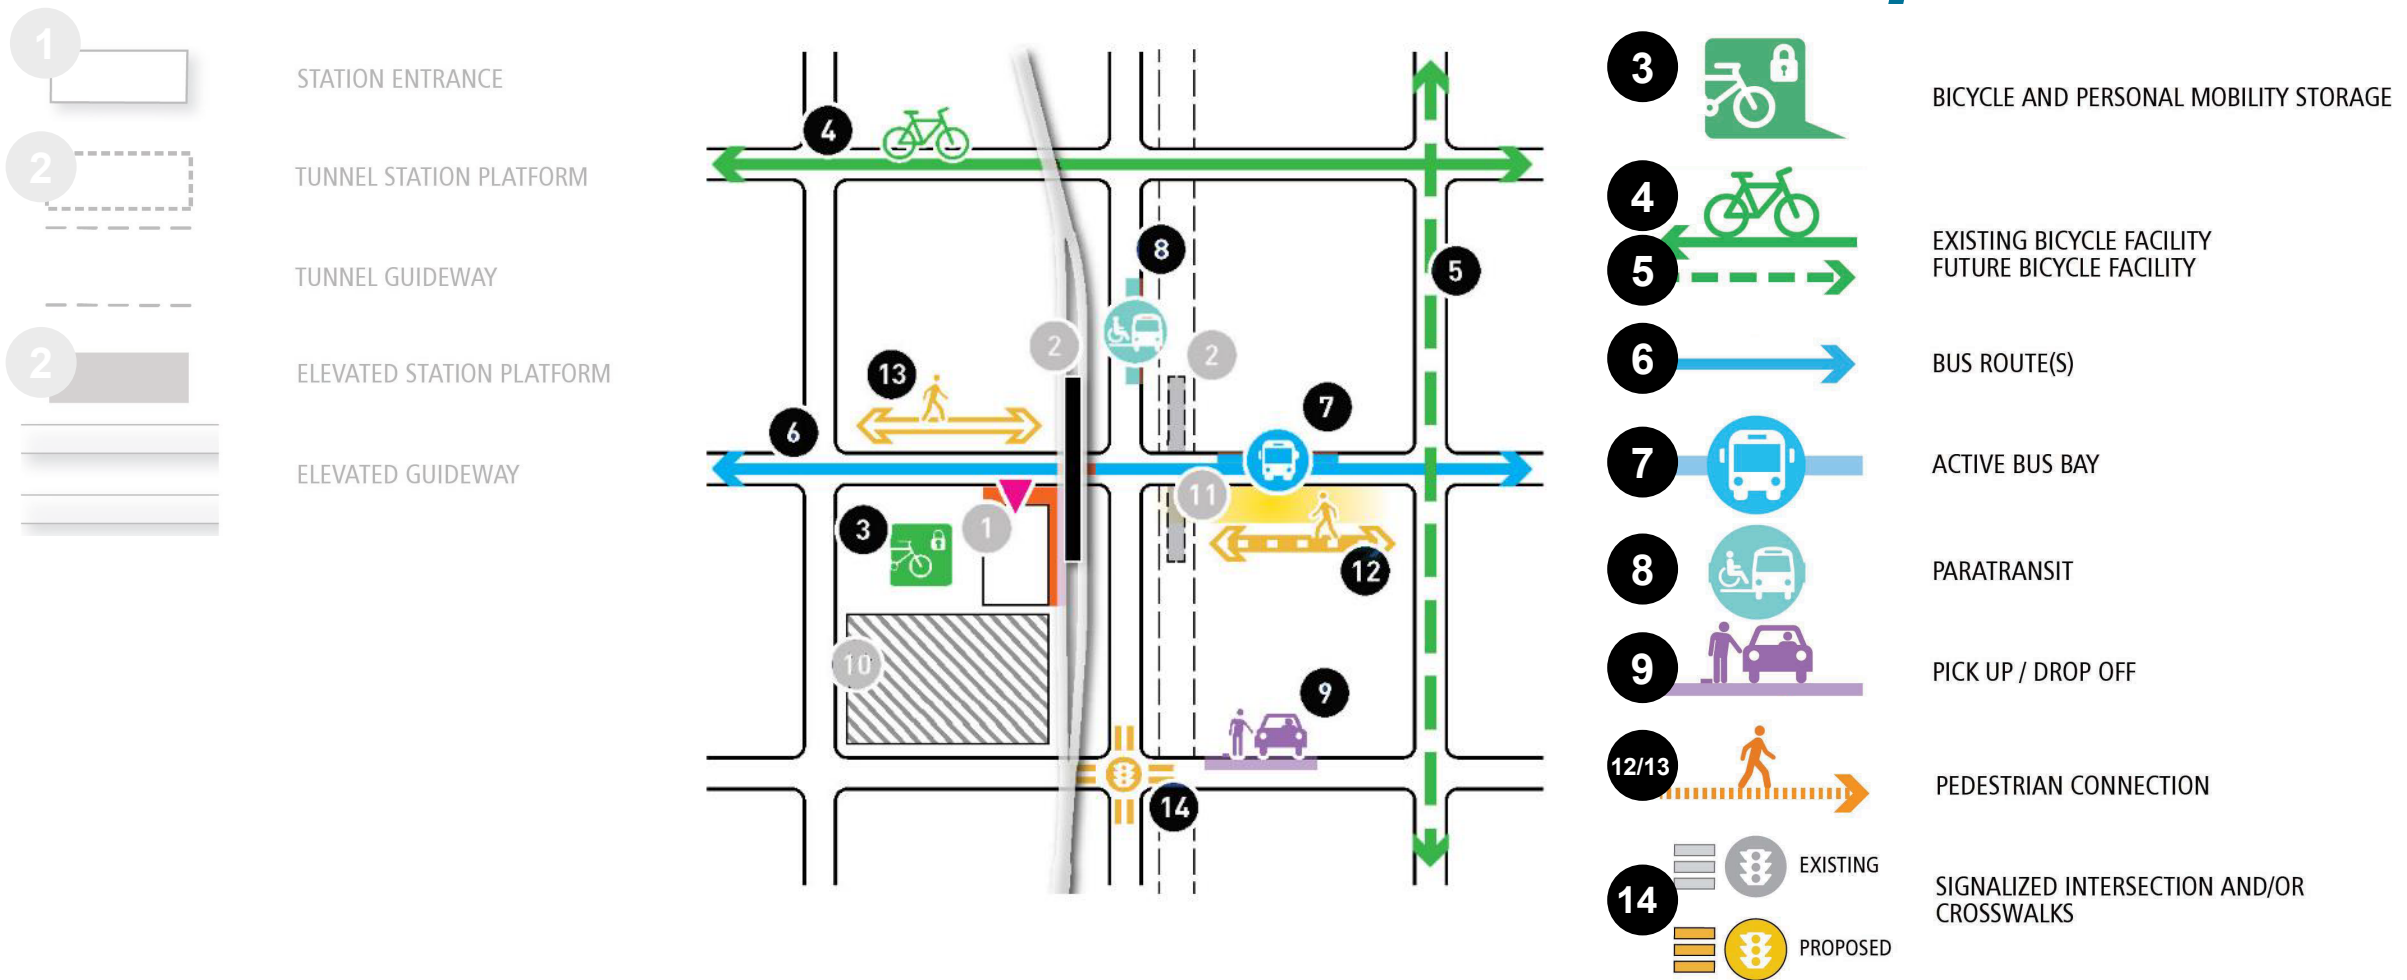 1
STATION ENTRANCE
2
TUNNEL STATION PLATFORM
TUNNEL GUIDEWAY
2
ELEVATED STATION PLATFORM
ELEVATED GUIDEWAY
4
8
5
2
2
13
7
6
11
3
1
12
10
9
14
3
BICYCLE AND PERSONAL MOBILITY STORAGE
4
EXISTING BICYCLE FACILITY
5
FUTURE BICYCLE FACILITY
6
BUS ROUTE(S)
7
ACTIVE BUS BAY
8
PARATRANSIT
9
PICK UP / DROP OFF
12/13
PEDESTRIAN CONNECTION
14
EXISTING
PROPOSED
SIGNALIZED INTERSECTION AND/OR
CROSSWALKS